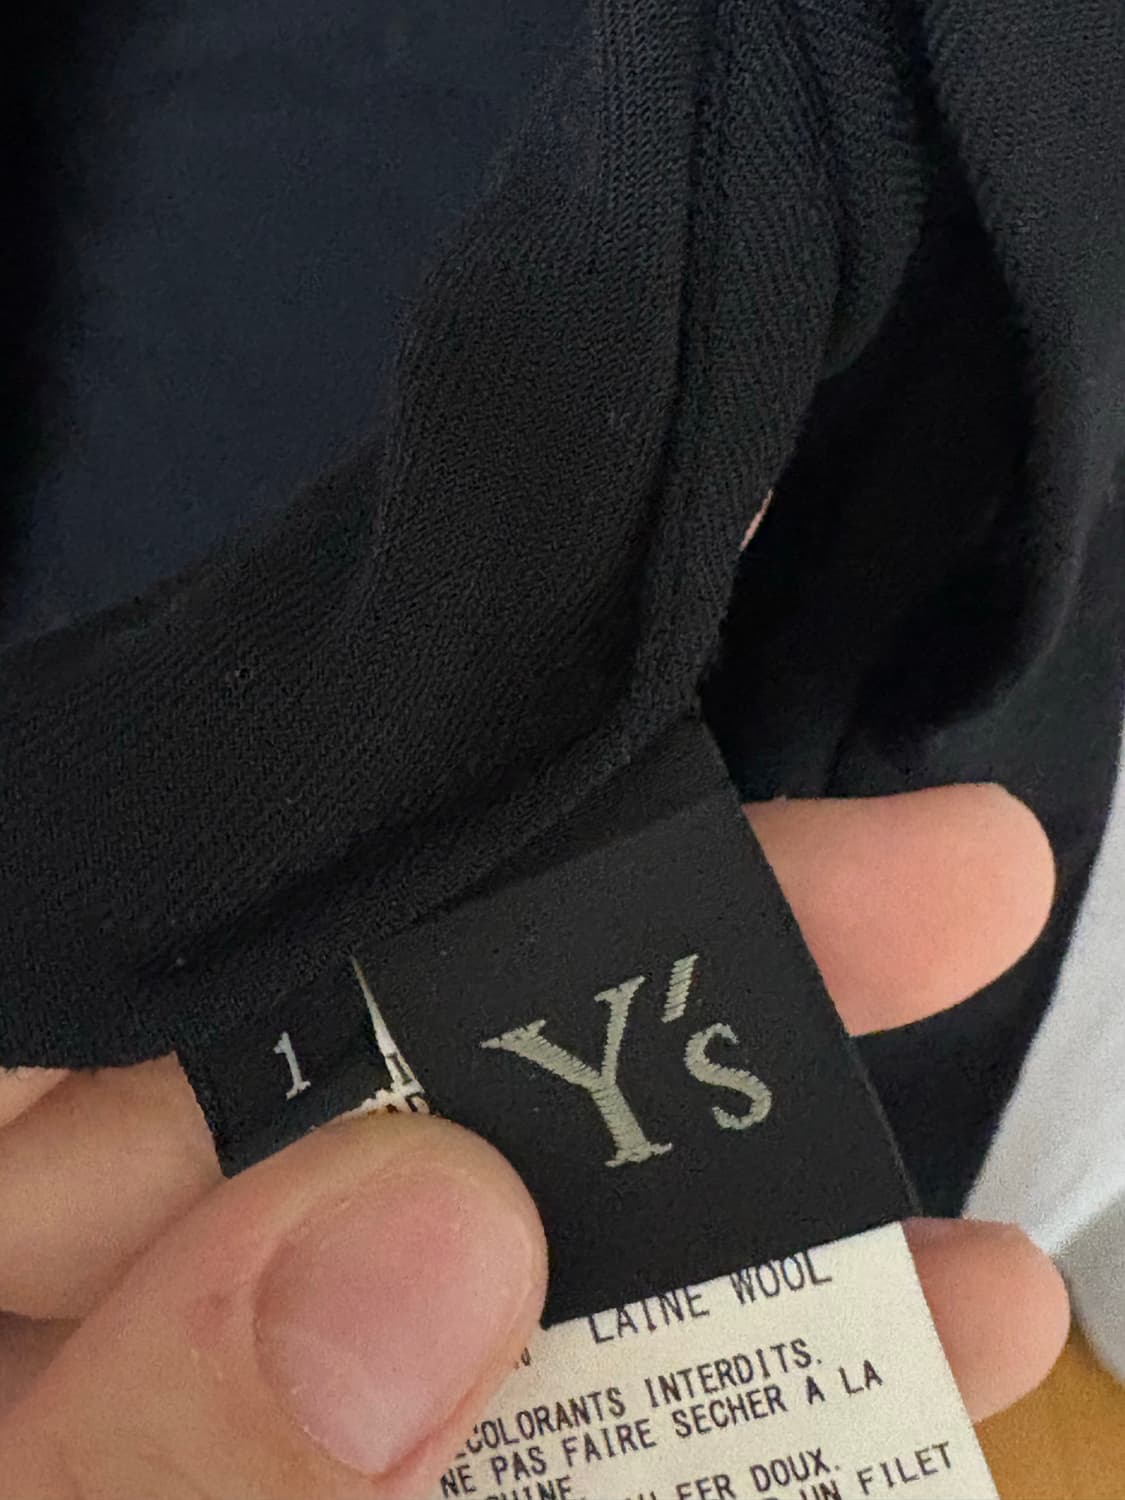 1
Y's
LAINE WOOL
COLORANTS INTERDITS.
NE PAS FAIRE SECHER A LA
FER DOUX.
UN FILET